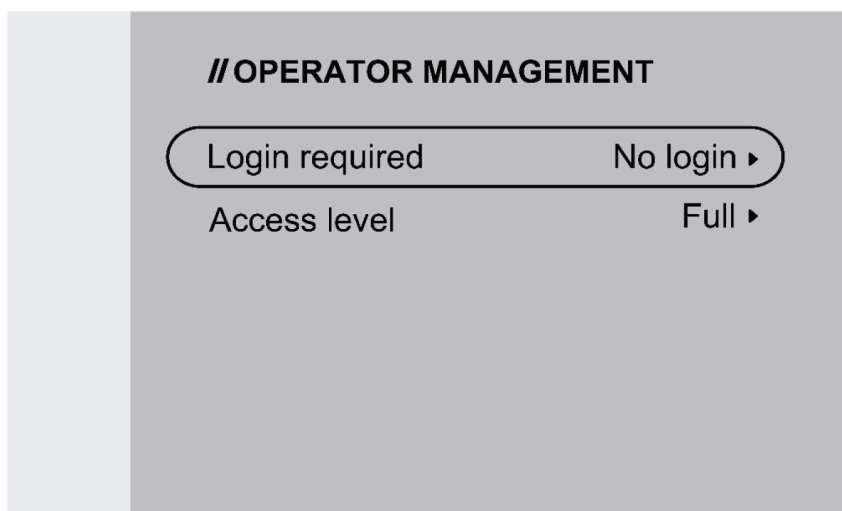 // OPERATOR MANAGEMENT
Login required No login ▸
Access level Full ▸